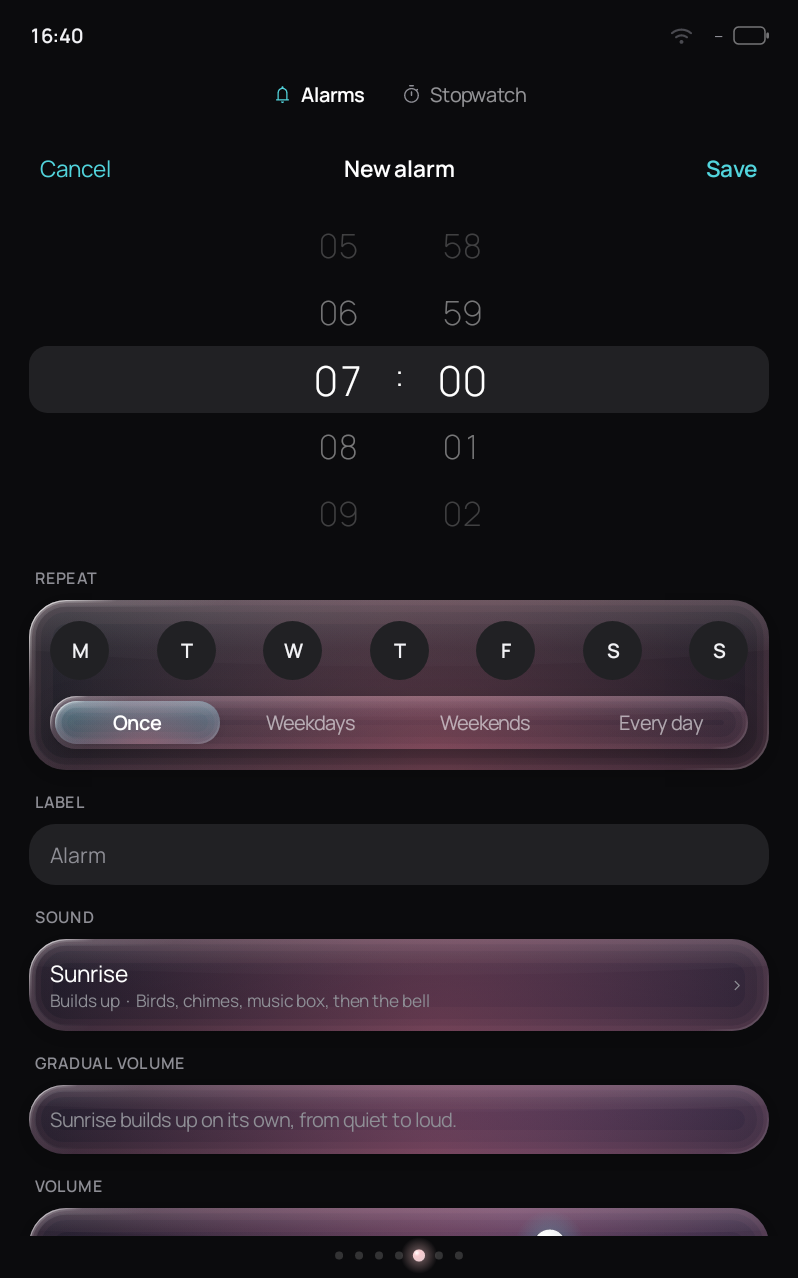 16:40
Alarms Stopwatch
Cancel New alarm Save
05 58
06 59
07 : 00
08 01
09 02
REPEAT
M T W T F S S
Once Weekdays Weekends Every day
LABEL
Alarm
SOUND
Sunrise
Builds up · Birds, chimes, music box, then the bell
GRADUAL VOLUME
Sunrise builds up on its own, from quiet to loud.
VOLUME